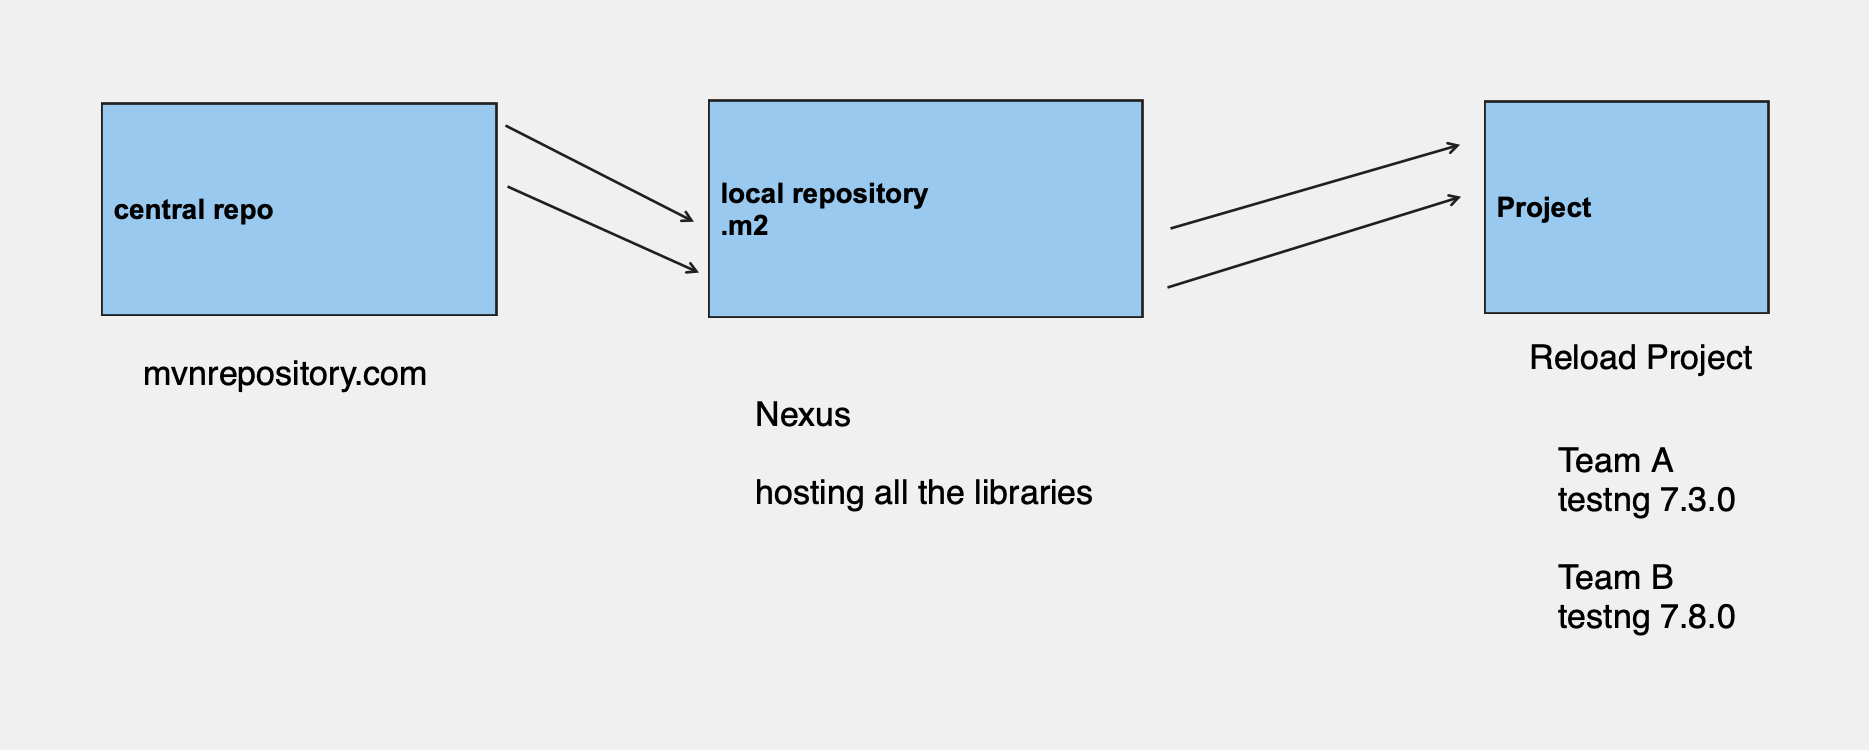 central repo
mvnrepository.com
local repository
.m2
Nexus
hosting all the libraries
Project
Reload Project
Team A
testng 7.3.0
Team B
testng 7.8.0